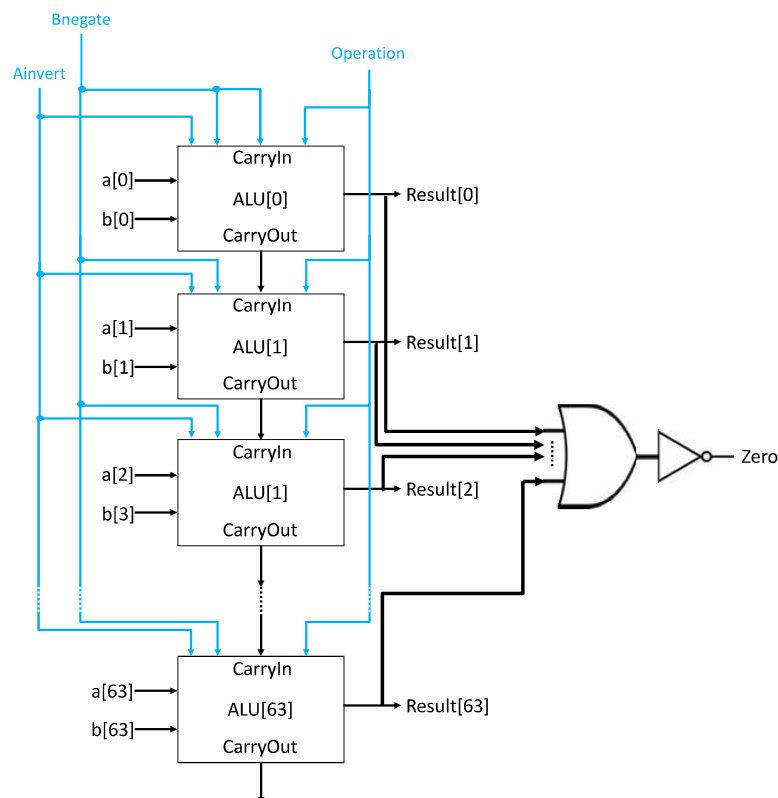 Bnegate
Operation
Ainvert
CarryIn
a[0]
ALU[0]
Result[0]
b[0]
CarryOut
CarryIn
a[1]
ALU[1]
Result[1]
b[1]
CarryOut
CarryIn
Zero
a[2]
ALU[1]
Result[2]
b[3]
CarryOut
CarryIn
a[63]
ALU[63]
Result[63]
b[63]
CarryOut